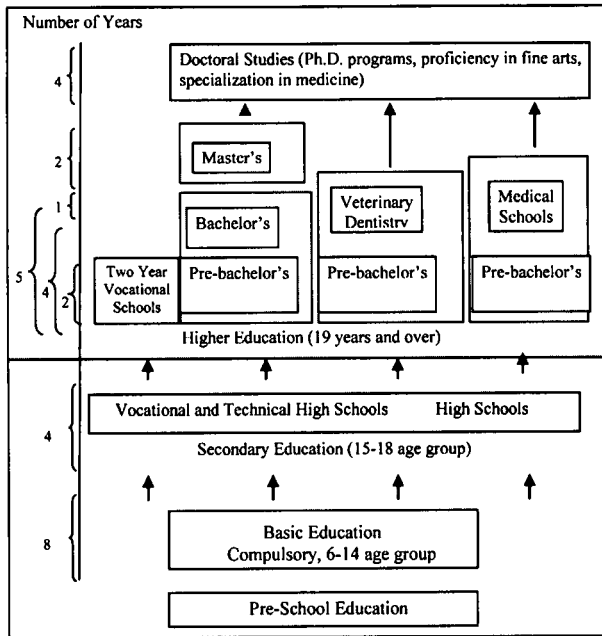 Number of Years
Doctoral Studies (Ph.D. programs, proficiency in fine arts,
specialization in medicine)
4
2
Master's
1
Bachelor's
Veterinary
Dentistry
Medical
Schools
5
4
2
Two Year
Vocational
Schools
Pre-bachelor's
Pre-bachelor's
Pre-bachelor's
Higher Education (19 years and over)
4
Vocational and Technical High Schools
High Schools
Secondary Education (15-18 age group)
8
Basic Education
Compulsory, 6-14 age group
Pre-School Education